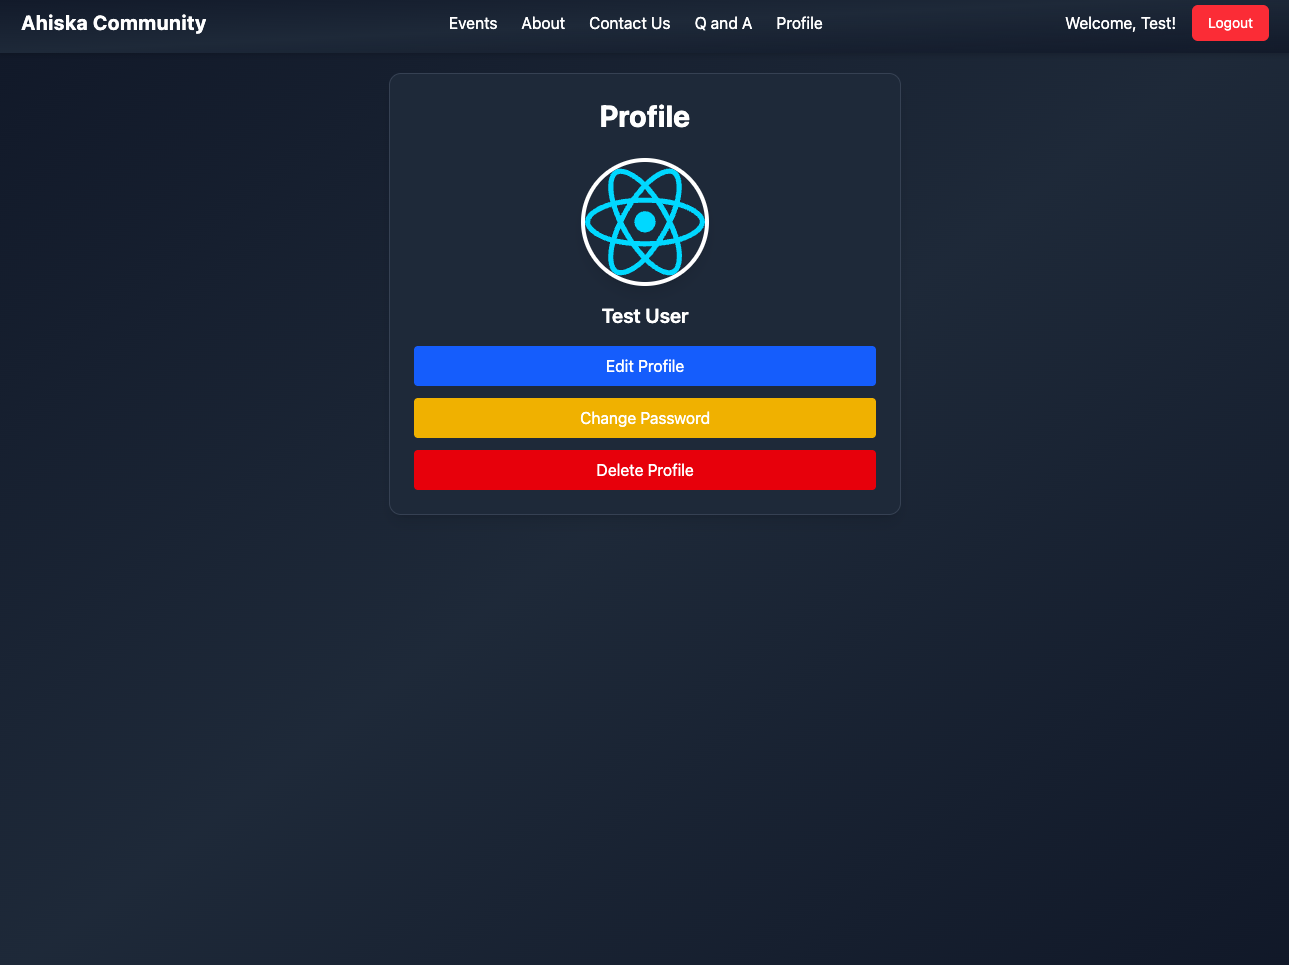 Ahiska Community
Events
About
Contact Us
Q and A
Profile
Welcome, Test!
Logout
Profile
Test User
Edit Profile
Change Password
Delete Profile